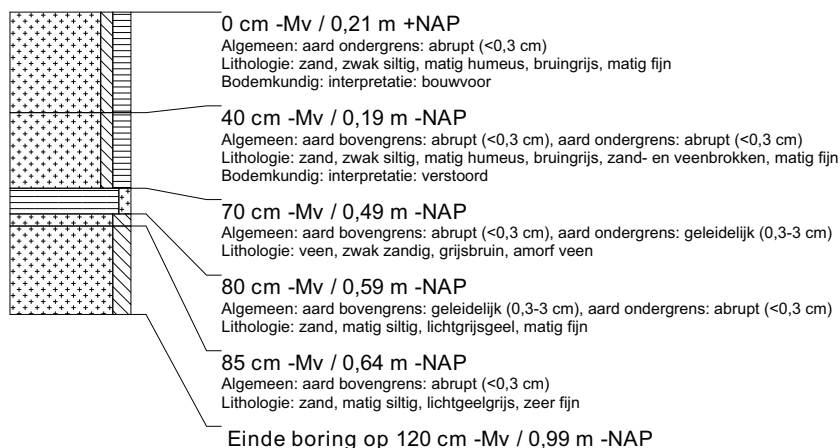 0 cm -Mv / 0,21 m +NAP
Algemeen: aard ondergrens: abrupt (<0,3 cm)
Lithologie: zand, zwak siltig, matig humeus, bruingrijs, matig fijn
Bodemkundig: interpretatie: bouwvoor
40 cm -Mv / 0,19 m -NAP
Algemeen: aard bovengrens: abrupt (<0,3 cm), aard ondergrens: abrupt (<0,3 cm)
Lithologie: zand, zwak siltig, matig humeus, bruingrijs, zand- en veenbrokken, matig fijn
Bodemkundig: interpretatie: verstoord
70 cm -Mv / 0,49 m -NAP
Algemeen: aard bovengrens: abrupt (<0,3 cm), aard ondergrens: geleidelijk (0,3-3 cm)
Lithologie: veen, zwak zandig, grijsbruin, amorf veen
80 cm -Mv / 0,59 m -NAP
Algemeen: aard bovengrens: geleidelijk (0,3-3 cm), aard ondergrens: abrupt (<0,3 cm)
Lithologie: zand, matig siltig, lichtgrijsgeel, matig fijn
85 cm -Mv / 0,64 m -NAP
Algemeen: aard bovengrens: abrupt (<0,3 cm)
Lithologie: zand, matig siltig, lichtgeelgrijs, zeer fijn
Einde boring op 120 cm -Mv / 0,99 m -NAP